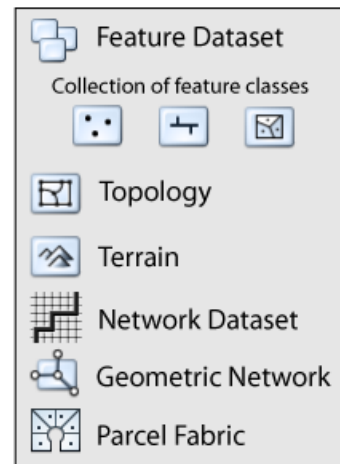 Feature Dataset
Collection of feature classes
Topology
Terrain
Network Dataset
Geometric Network
Parcel Fabric